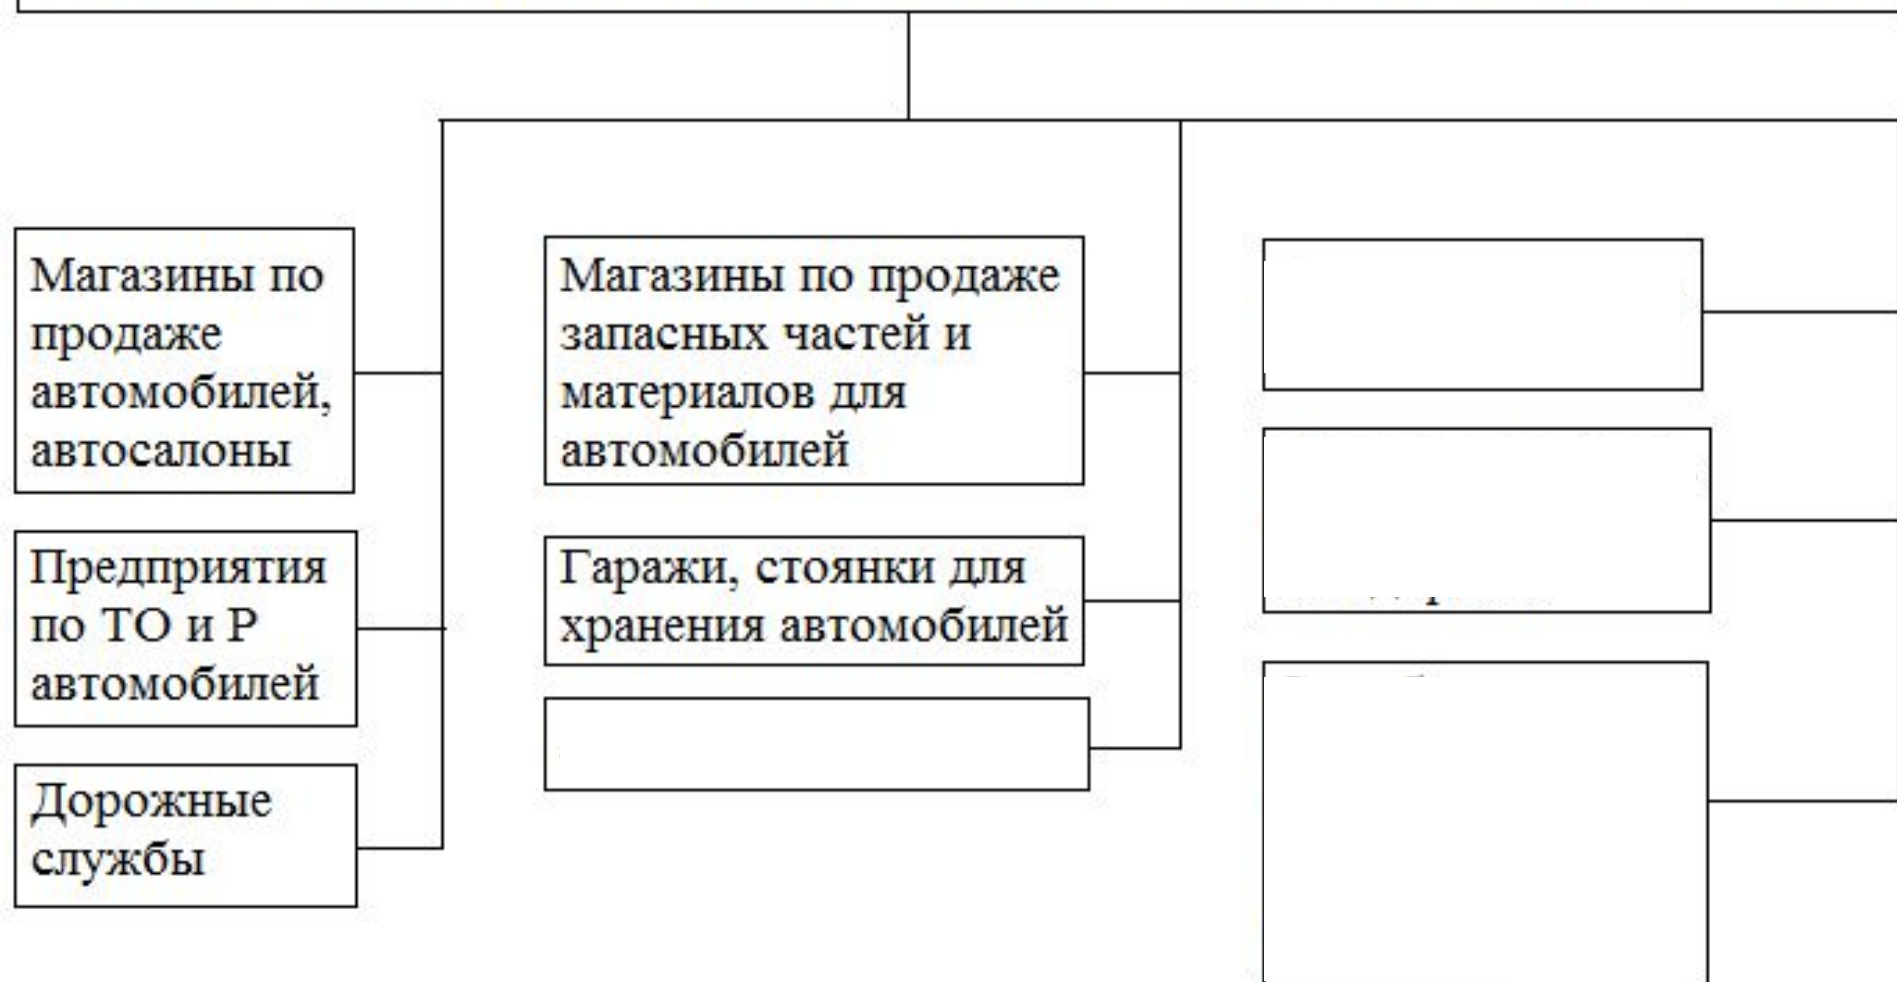 Магазины по
продаже
автомобилей,
автосалоны
Предприятия
по ТО и Р
автомобилей
Дорожные
службы
Магазины по продаже
запасных частей и
материалов для
автомобилей
Гаражи, стоянки для
хранения автомобилей